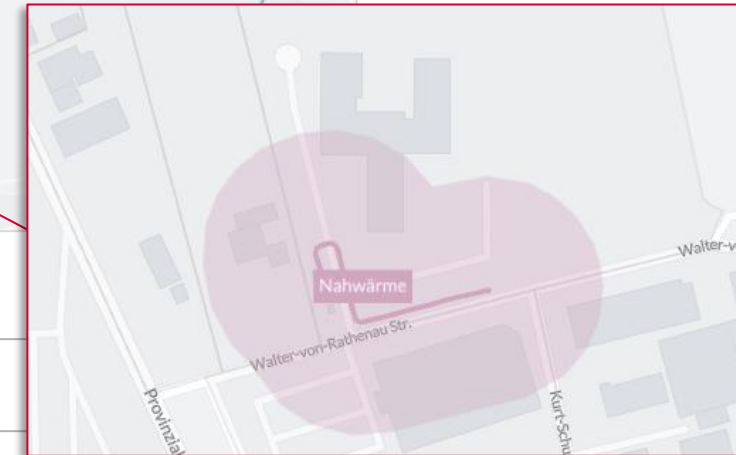 Walter-v
Nahwärme
Walter-von-Rathenau Str.
Provinzial
Kurt-Schu